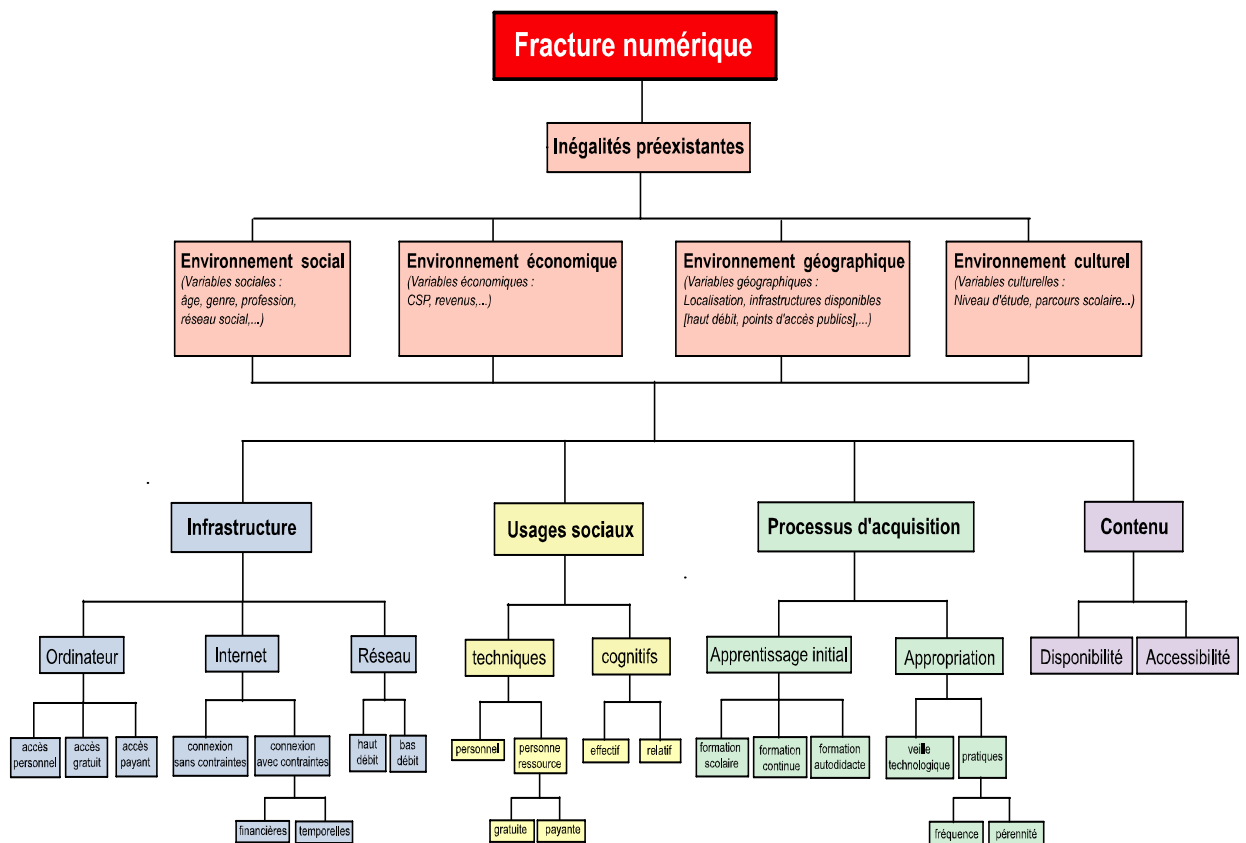 Fracture numérique
Inégalités préexistantes
Environnement social
(Variables sociales :
âge, genre, profession,
réseau social,...)
Environnement économique
(Variables économiques :
CSP, revenus,...)
Environnement géographique
(Variables géographiques :
Localisation, infrastructures disponibles
[haut débit, points d'accès publics],...)
Environnement culturel
(Variables culturelles :
Niveau d'étude, parcours scolaire...)
Infrastructure
Usages sociaux
Processus d'acquisition
Contenu
Ordinateur
Internet
Réseau
techniques
cognitifs
Apprentissage initial
Appropriation
Disponibilité
Accessibilité
accès
personnel
accès
gratuit
accès
payant
connexion
sans contraintes
connexion
avec contraintes
haut
débit
bas
débit
personnel
personne
ressource
effectif
relatif
formation
scolaire
formation
continue
formation
autodidacte
veille
technologique
pratiques
financières
temporelles
gratuite
payante
fréquence
pérennité